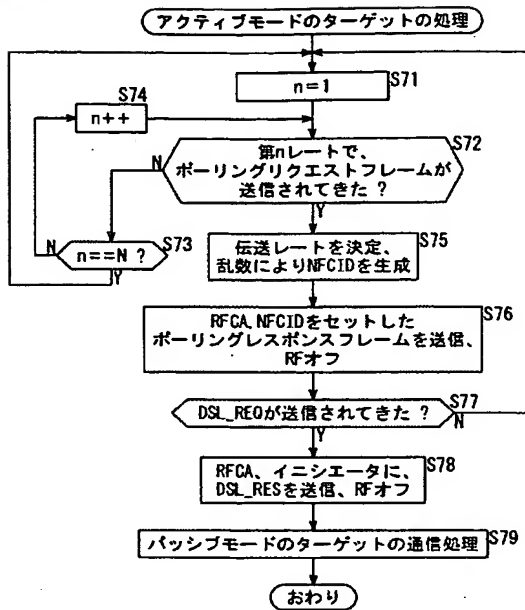 アクティブモードのターゲットの処理
n=1
S71
S74
n++
第nレートで、
ポーリングリクエストフレームが
送信されてきた ?
S72
N
Y
n==N ?
S73
N
Y
伝送レートを決定、
乱数によりNFCIDを生成
S75
RFCA、NFCIDをセットした
ポーリングレスポンスフレームを送信、
RFオフ
S76
DSL_REQが送信されてきた ?
S77
N
Y
RFCA、イニシエータに、
DSL_RESを送信、RFオフ
S78
パッシブモードのターゲットの通信処理
S79
おわり